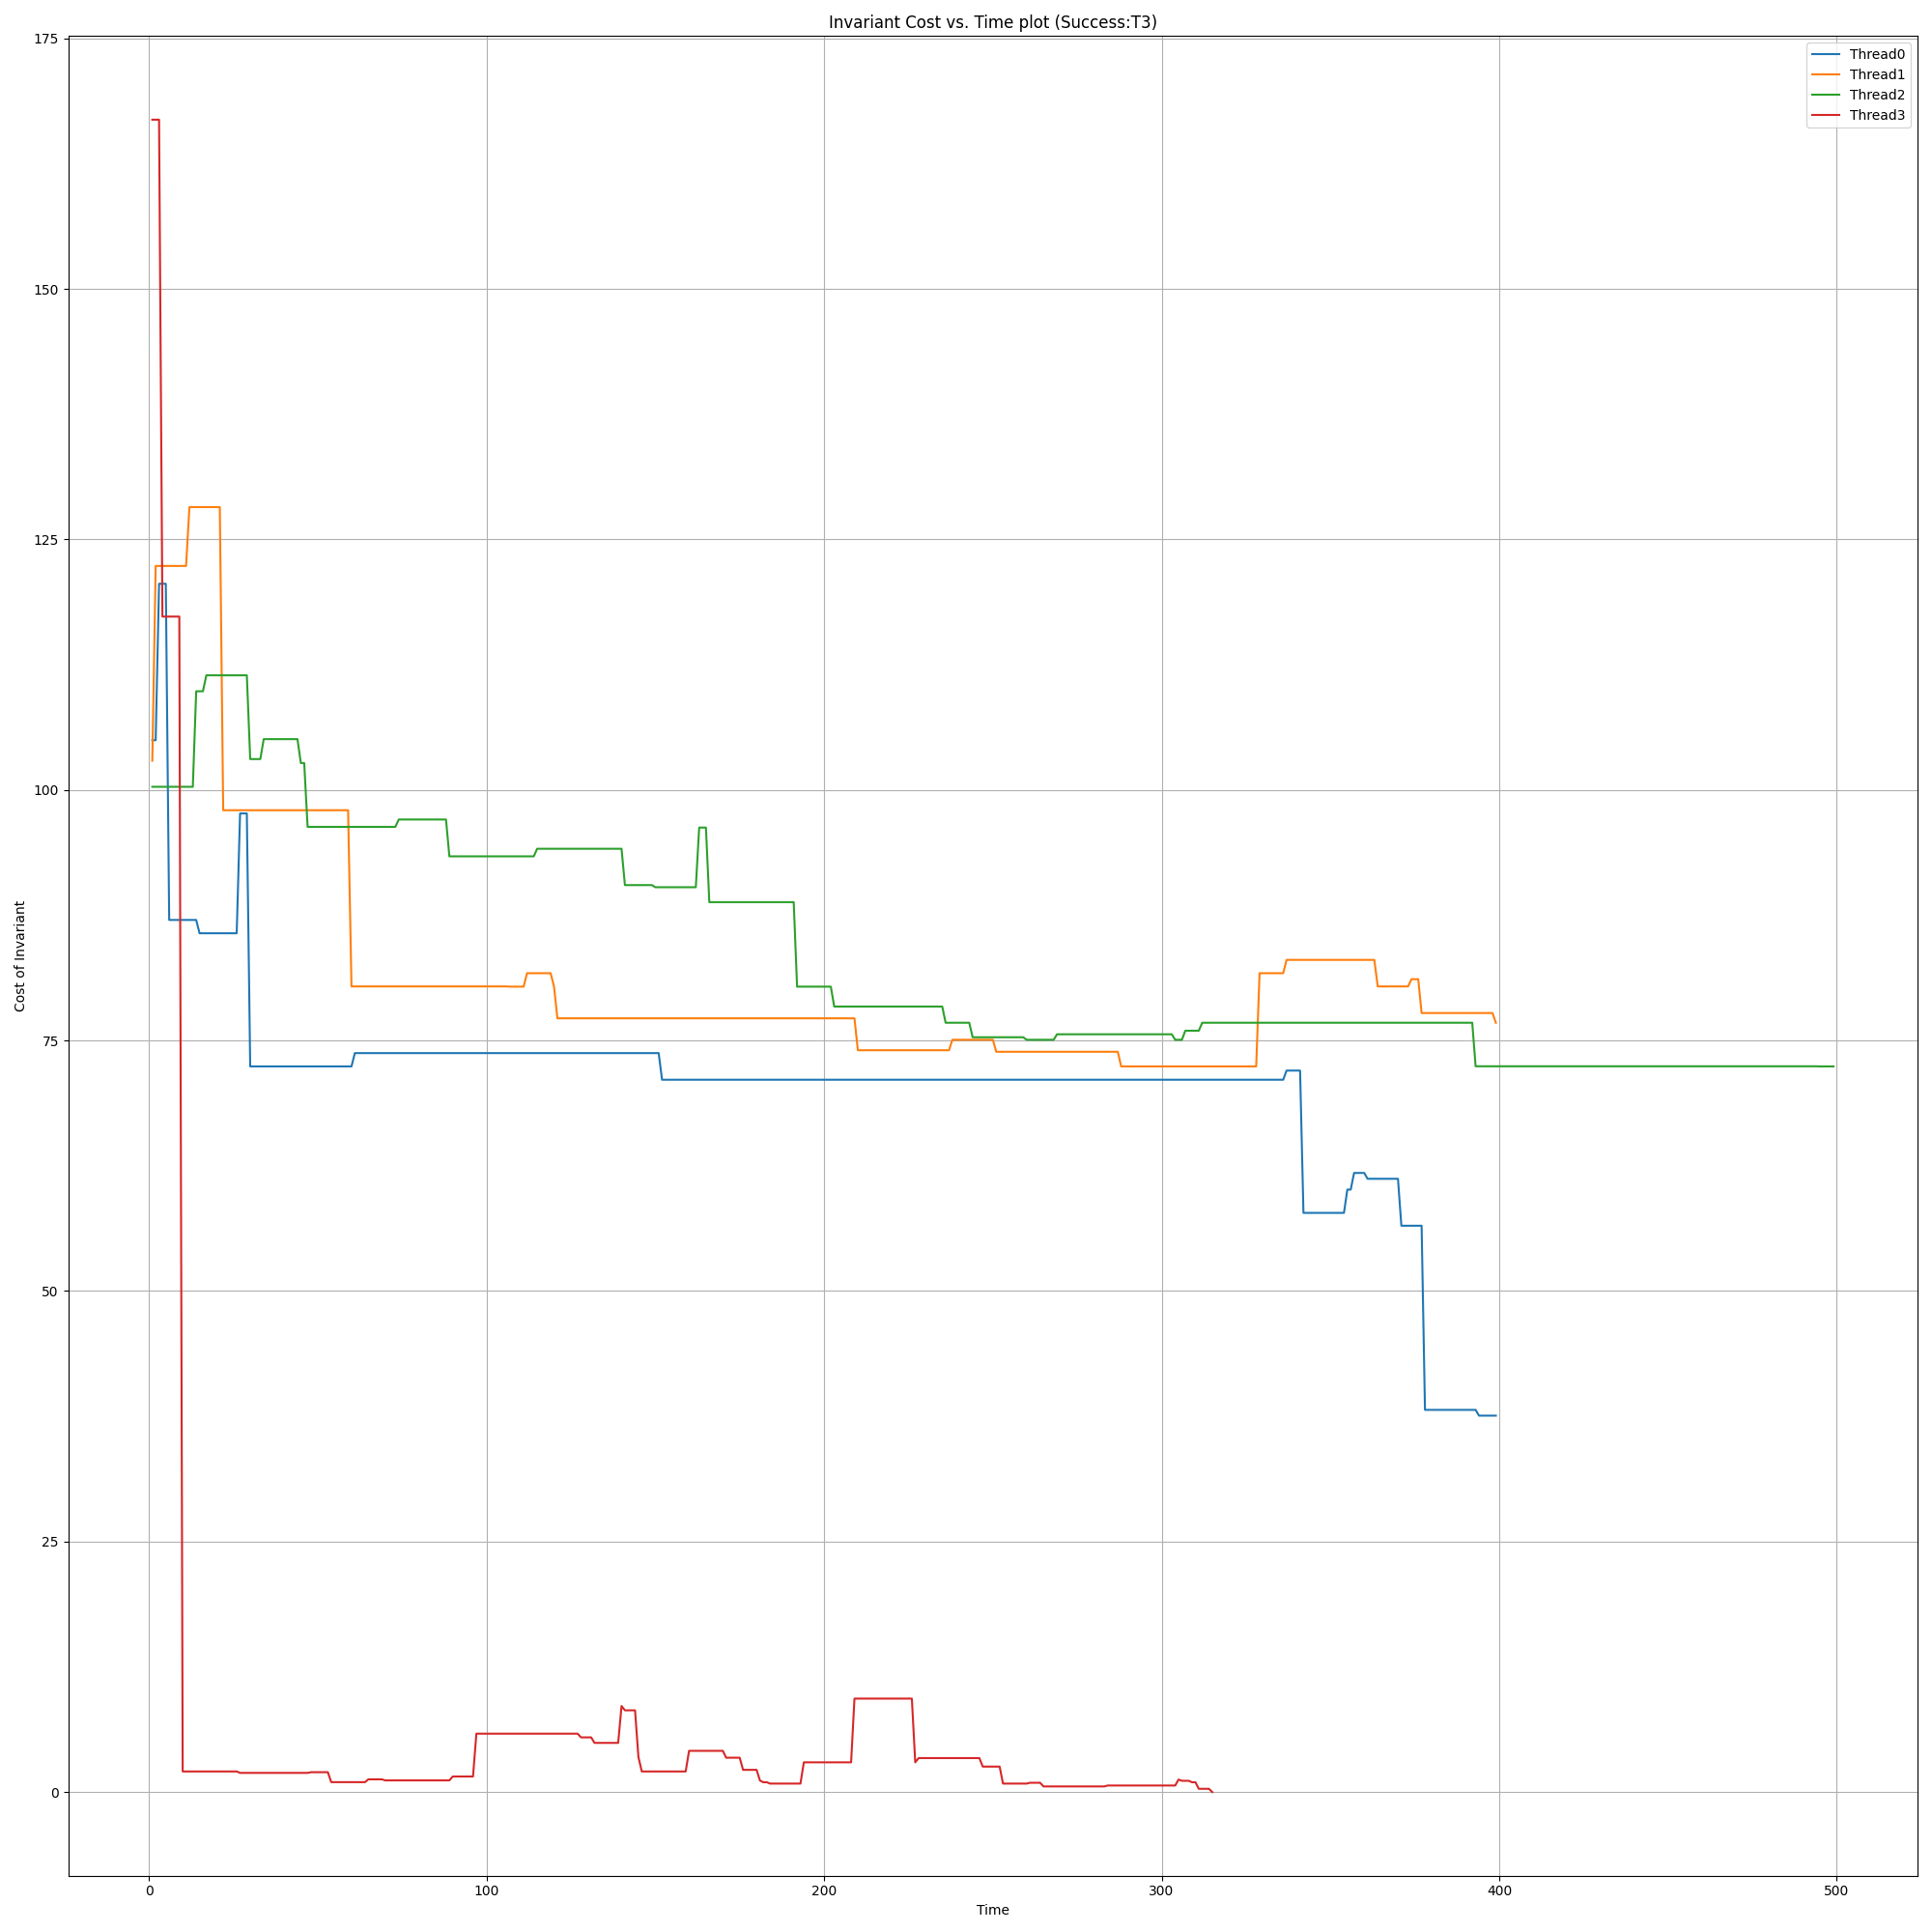 Invariant Cost vs. Time plot (Success:T3)
Thread0
Thread1
Thread2
Thread3
Cost of Invariant
175
150
125
100
75
50
25
0
0 100 200 300 400 500
Time